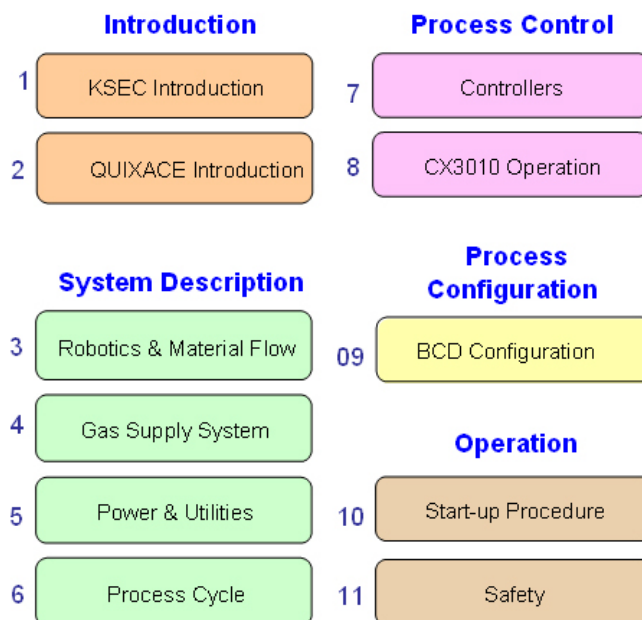 Introduction
1 KSEC Introduction
2 QUIXACE Introduction
System Description
3 Robotics & Material Flow
4 Gas Supply System
5 Power & Utilities
6 Process Cycle
Process Control
7 Controllers
8 CX3010 Operation
Process
Configuration
09 BCD Configuration
Operation
10 Start-up Procedure
11 Safety